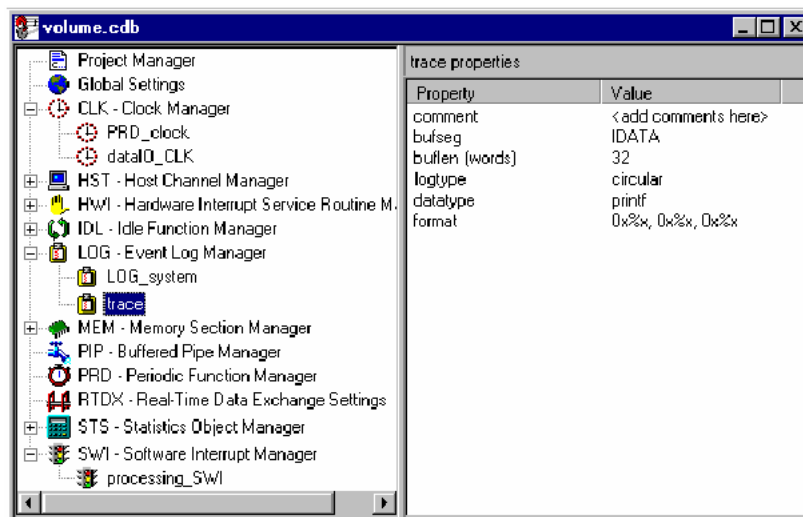 volume.cdb
Project Manager
Global Settings
CLK - Clock Manager
PRD_clock
dataIO_CLK
HST - Host Channel Manager
HWI - Hardware Interrupt Service Routine M
IDL - Idle Function Manager
LOG - Event Log Manager
LOG_system
trace
MEM - Memory Section Manager
PIP - Buffered Pipe Manager
PRD - Periodic Function Manager
RTDX - Real-Time Data Exchange Settings
STS - Statistics Object Manager
SWI - Software Interrupt Manager
processing_SWI
trace properties
Property Value
comment <add comments here>
bufseg IDATA
buflen (words) 32
logtype circular
datatype printf
format 0x%x, 0x%x, 0x%x